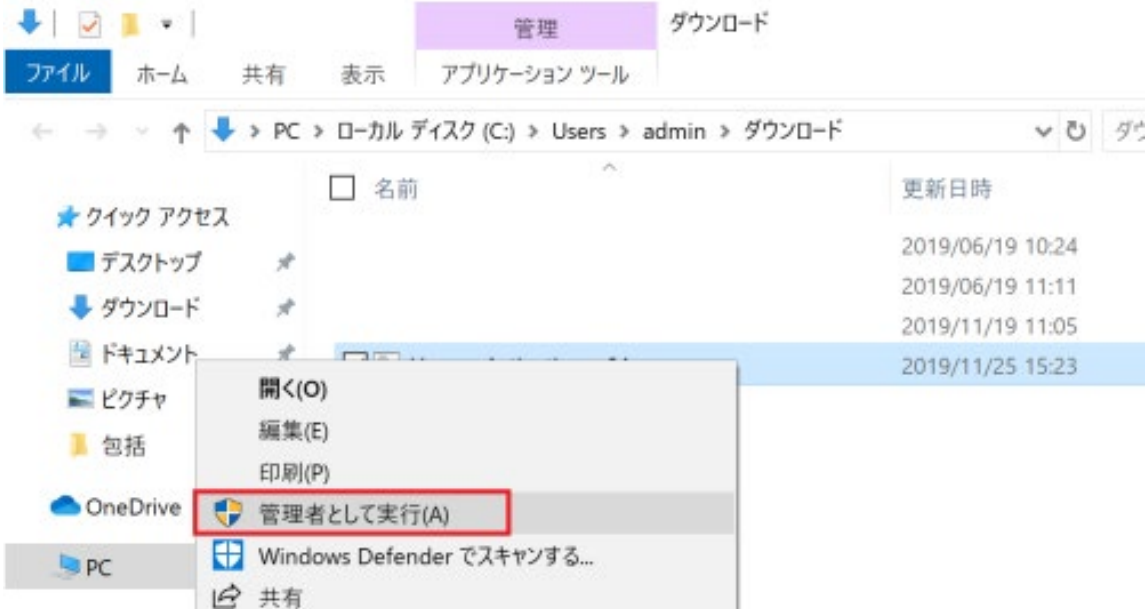 管理
ダウンロード
ファイル
ホーム
共有
表示
アプリケーション ツール
PC
ローカル ディスク (C:)
Users
admin
ダウンロード
名前
更新日時
クイック アクセス
2019/06/19 10:24
デスクトップ
2019/06/19 11:11
ダウンロード
2019/11/19 11:05
ドキュメント
2019/11/25 15:23
開く(O)
ピクチャ
編集(E)
包括
印刷(P)
OneDrive
管理者として実行(A)
Windows Defender でスキャンする...
PC
共有